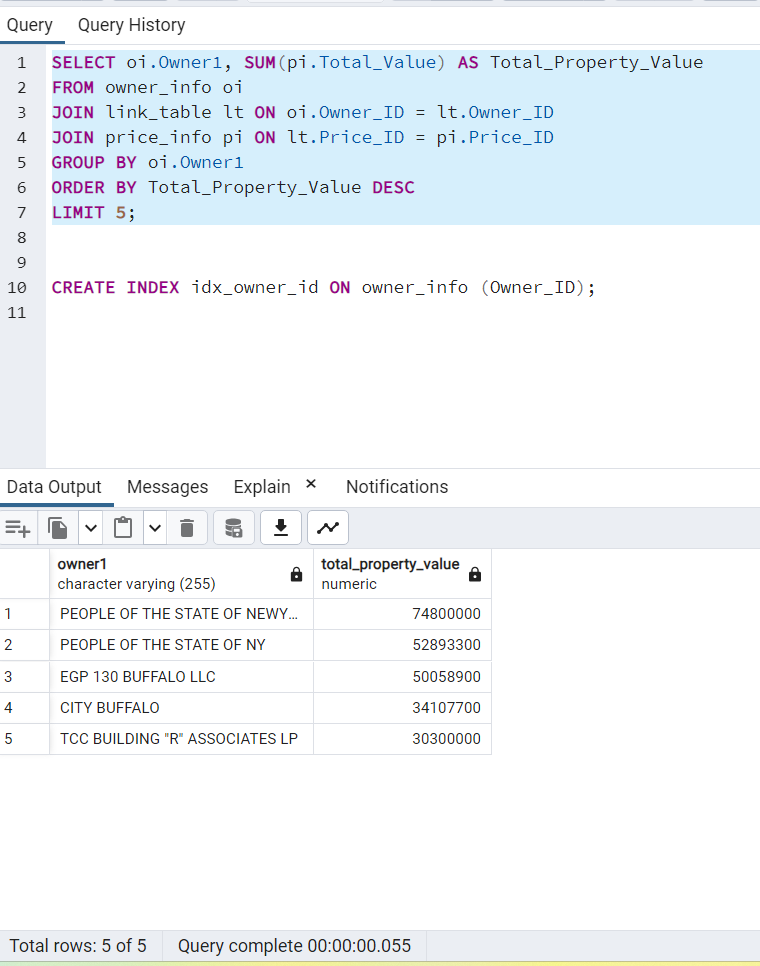 Query Query History
1 SELECT oi.Owner1, SUM(pi.Total_Value) AS Total_Property_Value
2 FROM owner_info oi
3 JOIN link_table lt ON oi.Owner_ID = lt.Owner_ID
4 JOIN price_info pi ON lt.Price_ID = pi.Price_ID
5 GROUP BY oi.Owner1
6 ORDER BY Total_Property_Value DESC
7 LIMIT 5;
8
9
10 CREATE INDEX idx_owner_id ON owner_info (Owner_ID);
11
Data Output Messages Explain × Notifications
owner1 total_property_value
character varying (255) numeric
1 PEOPLE OF THE STATE OF NEWY... 74800000
2 PEOPLE OF THE STATE OF NY 52893300
3 EGP 130 BUFFALO LLC 50058900
4 CITY BUFFALO 34107700
5 TCC BUILDING "R" ASSOCIATES LP 30300000
Total rows: 5 of 5 Query complete 00:00:00.055